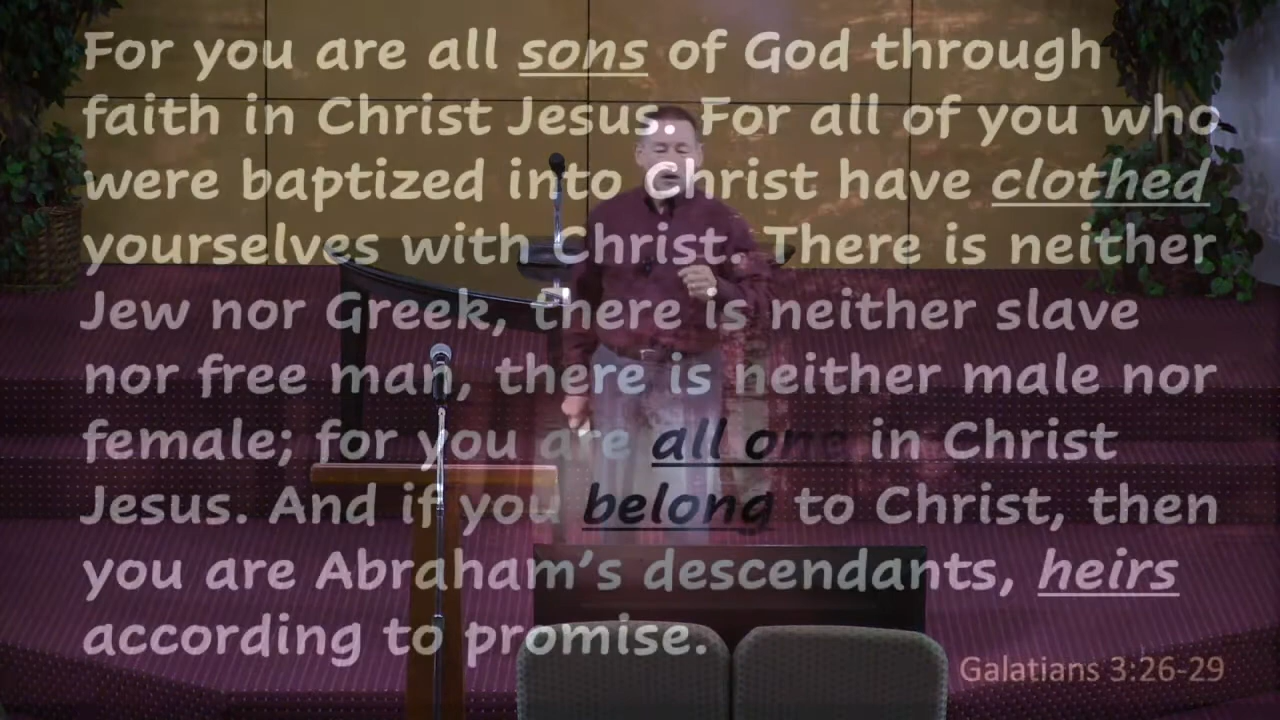 For you are all sons of God through
faith in Christ Jesus. For all of you who
were baptized into Christ have clothed
yourselves with Christ. There is neither
Jew nor Greek, there is neither slave
nor free man, there is neither male nor
female; for you are all one in Christ
Jesus. And if you belong to Christ, then
you are Abraham's descendants, heirs
according to promise.
Galatians 3:26-29